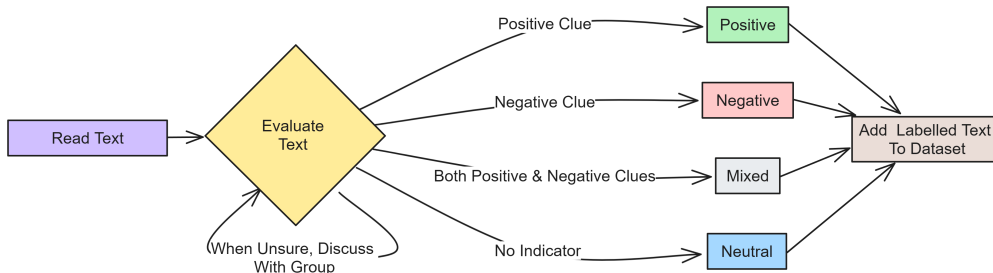 Read Text
Evaluate
Text
When Unsure, Discuss
With Group
Positive Clue
Negative Clue
Both Positive & Negative Clues
No Indicator
Positive
Negative
Mixed
Neutral
Add Labelled Text
To Dataset